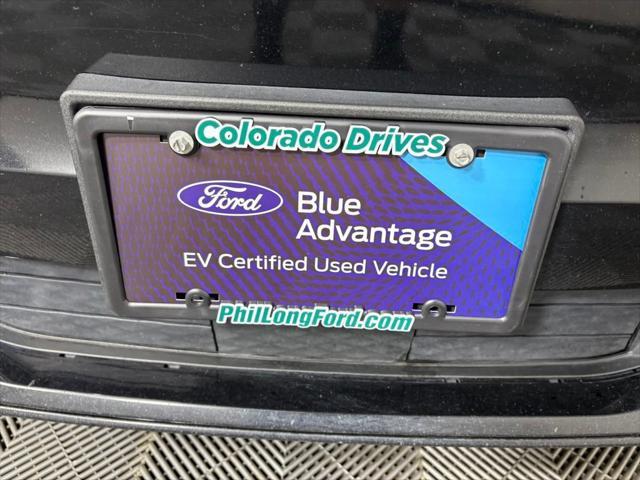 Colorado Drives
Ford
Blue
Advantage
EV Certified Used Vehicle
PhilLongFord.com